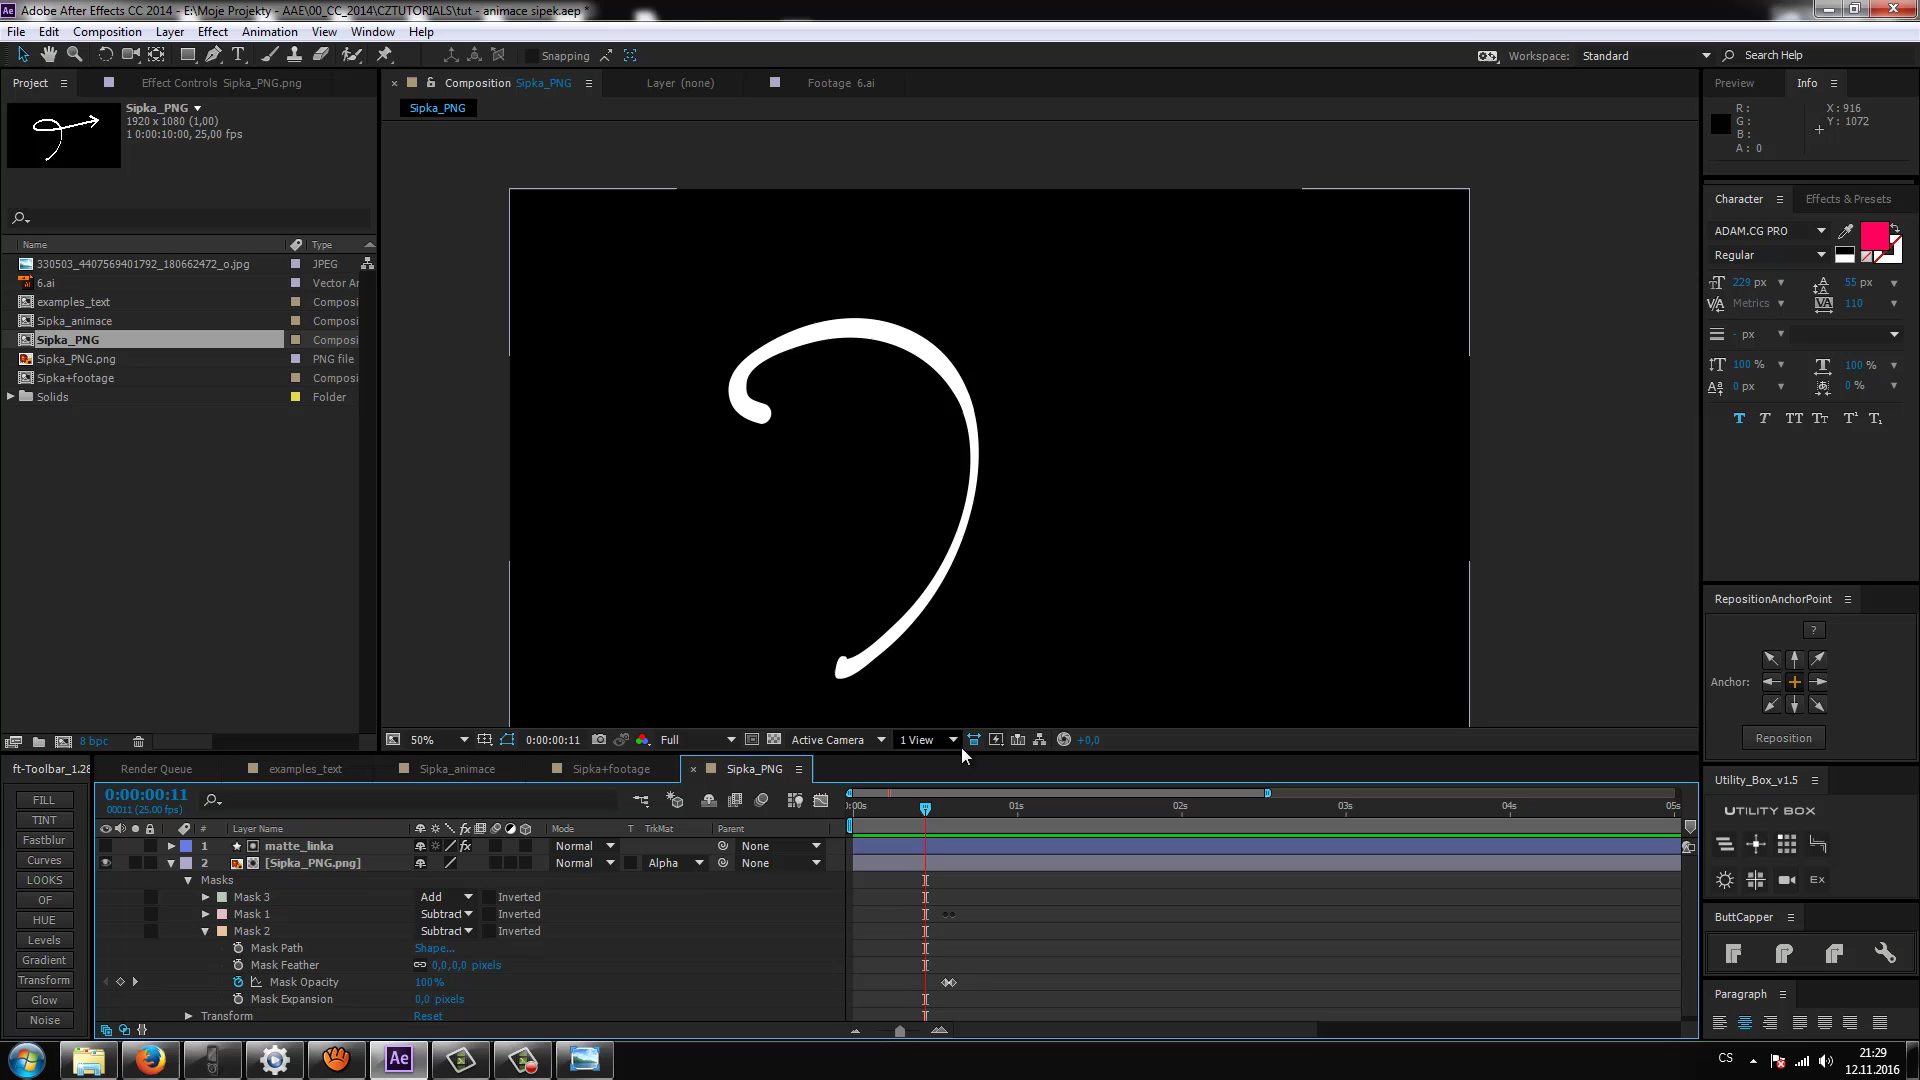 Adobe After Effects CC 2014 - E:\Moje Projekty - AAE\00_CC_2014\CZTUTORIALS\tut - animace sipek.aep *
File Edit Composition Layer Effect Animation View Window Help
Snapping
Workspace: Standard
Search Help
Project
Effect Controls Sipka_PNG.png
Composition Sipka_PNG
Layer (none)
Footage 6.ai
Preview
Info
Sipka_PNG
1920 x 1080 (1,00)
1 0:00:10:00, 25,00 fps
Sipka_PNG
R :
G :
B :
A : 0
X : 916
Y : 1072
Character
Effects & Presets
ADAM.CG PRO
Regular
229 px
55 px
Metrics
110
- px
100 %
100 %
0 px
0 %
Name
Type
330503_4407569401792_180662472_o.jpg JPEG
6.ai Vector Ar
examples_text Composi
Sipka_animace Composi
Sipka_PNG Composi
Sipka_PNG.png PNG file
Sipka+footage Composi
Solids Folder
RepositionAnchorPoint
?
Anchor:
Reposition
8 bpc
50% 0:00:00:11 Full Active Camera 1 View +0,0
ft-Toolbar_1.28
Render Queue
examples_text
Sipka_animace
Sipka+footage
Sipka_PNG
FILL
TINT
Fastblur
Curves
LOOKS
OF
HUE
Levels
Gradient
Transform
Glow
Noise
0:00:00:11
00011 (25.00 fps)
:00s 01s 02s 03s 04s 05s
# Layer Name Mode T TrkMat Parent
1 matte_linka Normal None
2 [Sipka_PNG.png] Normal Alpha None
Masks
Mask 3 Add Inverted
Mask 1 Subtract Inverted
Mask 2 Subtract Inverted
Mask Path Shape...
Mask Feather 0,0,0,0 pixels
Mask Opacity 100%
Mask Expansion 0,0 pixels
Transform Reset
Utility_Box_v1.5
UTILITY BOX
Ex
ButtCapper
Paragraph
Ae
CS
21:29
12.11.2016